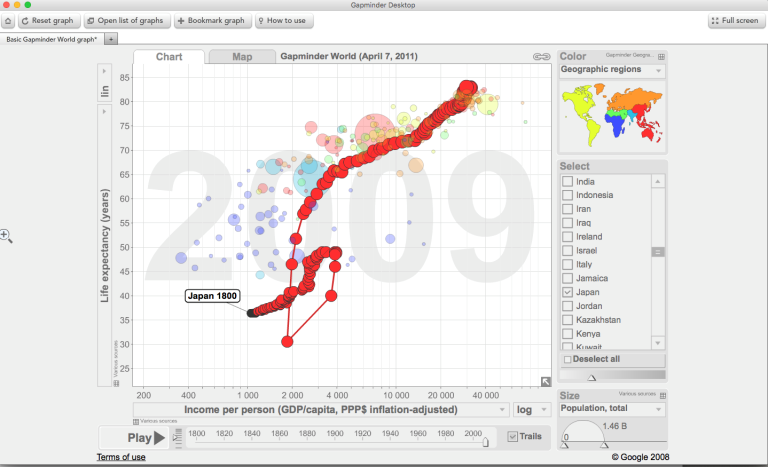 Gapminder Desktop
Reset graph Open list of graphs Bookmark graph ? How to use Full screen
Basic Gapminder World graph* +
Chart Map Gapminder World (April 7, 2011)
Color Gapminder Geogra...
Geographic regions
lin
Life expectancy (years)
Various sources
85
80
75
70
65
60
55
50
45
40
35
30
25
2009
Japan 1800
200 400 1 000 2 000 4 000 10 000 20 000 40 000
Various sources
Income per person (GDP/capita, PPP$ inflation-adjusted) log
Select
India
Indonesia
Iran
Iraq
Ireland
Israel
Italy
Jamaica
Japan
Jordan
Kazakhstan
Kenya
Kuwait
Deselect all
Size Various sources
Population, total
0 1.46 B
Play 1800 1820 1840 1860 1880 1900 1920 1940 1960 1980 2000 Trails
Terms of use
© Google 2008